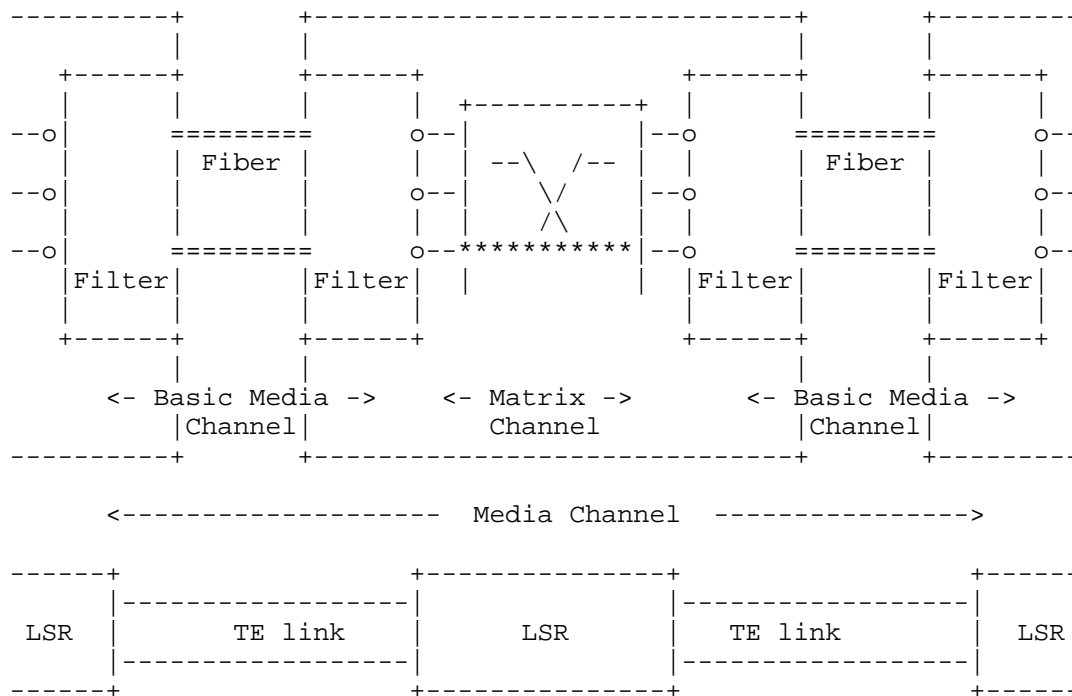 Fiber Fiber
Filter Filter Filter Filter
<- Basic Media -> <- Matrix -> <- Basic Media ->
Channel Channel Channel
<-------------------- Media Channel ---------------->
LSR TE link LSR TE link LSR